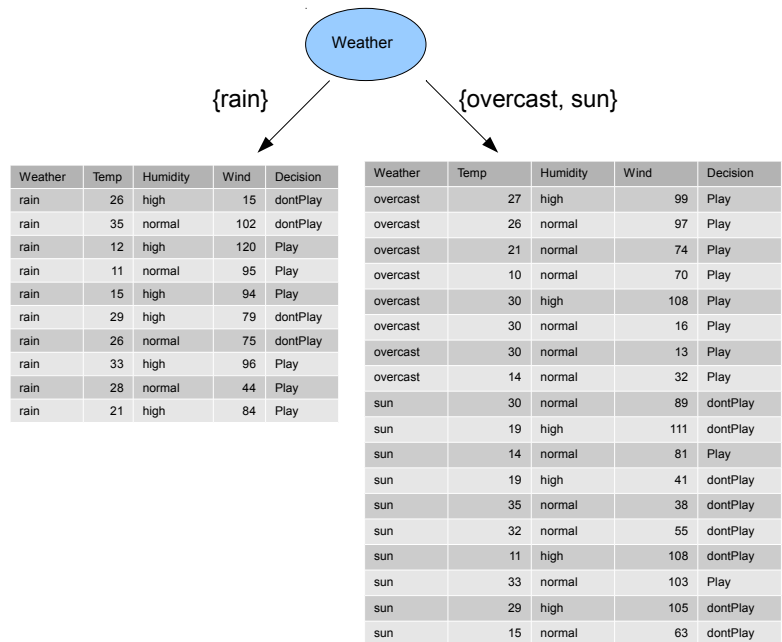 Weather
{rain} {overcast, sun}
Weather Temp Humidity Wind Decision
rain 26 high 15 dontPlay
rain 35 normal 102 dontPlay
rain 12 high 120 Play
rain 11 normal 95 Play
rain 15 high 94 Play
rain 29 high 79 dontPlay
rain 26 normal 75 dontPlay
rain 33 high 96 Play
rain 28 normal 44 Play
rain 21 high 84 Play
Weather Temp Humidity Wind Decision
overcast 27 high 99 Play
overcast 26 normal 97 Play
overcast 21 normal 74 Play
overcast 10 normal 70 Play
overcast 30 high 108 Play
overcast 30 normal 16 Play
overcast 30 normal 13 Play
overcast 14 normal 32 Play
sun 30 normal 89 dontPlay
sun 19 high 111 dontPlay
sun 14 normal 81 Play
sun 19 high 41 dontPlay
sun 35 normal 38 dontPlay
sun 32 normal 55 dontPlay
sun 11 high 108 dontPlay
sun 33 normal 103 Play
sun 29 high 105 dontPlay
sun 15 normal 63 dontPlay